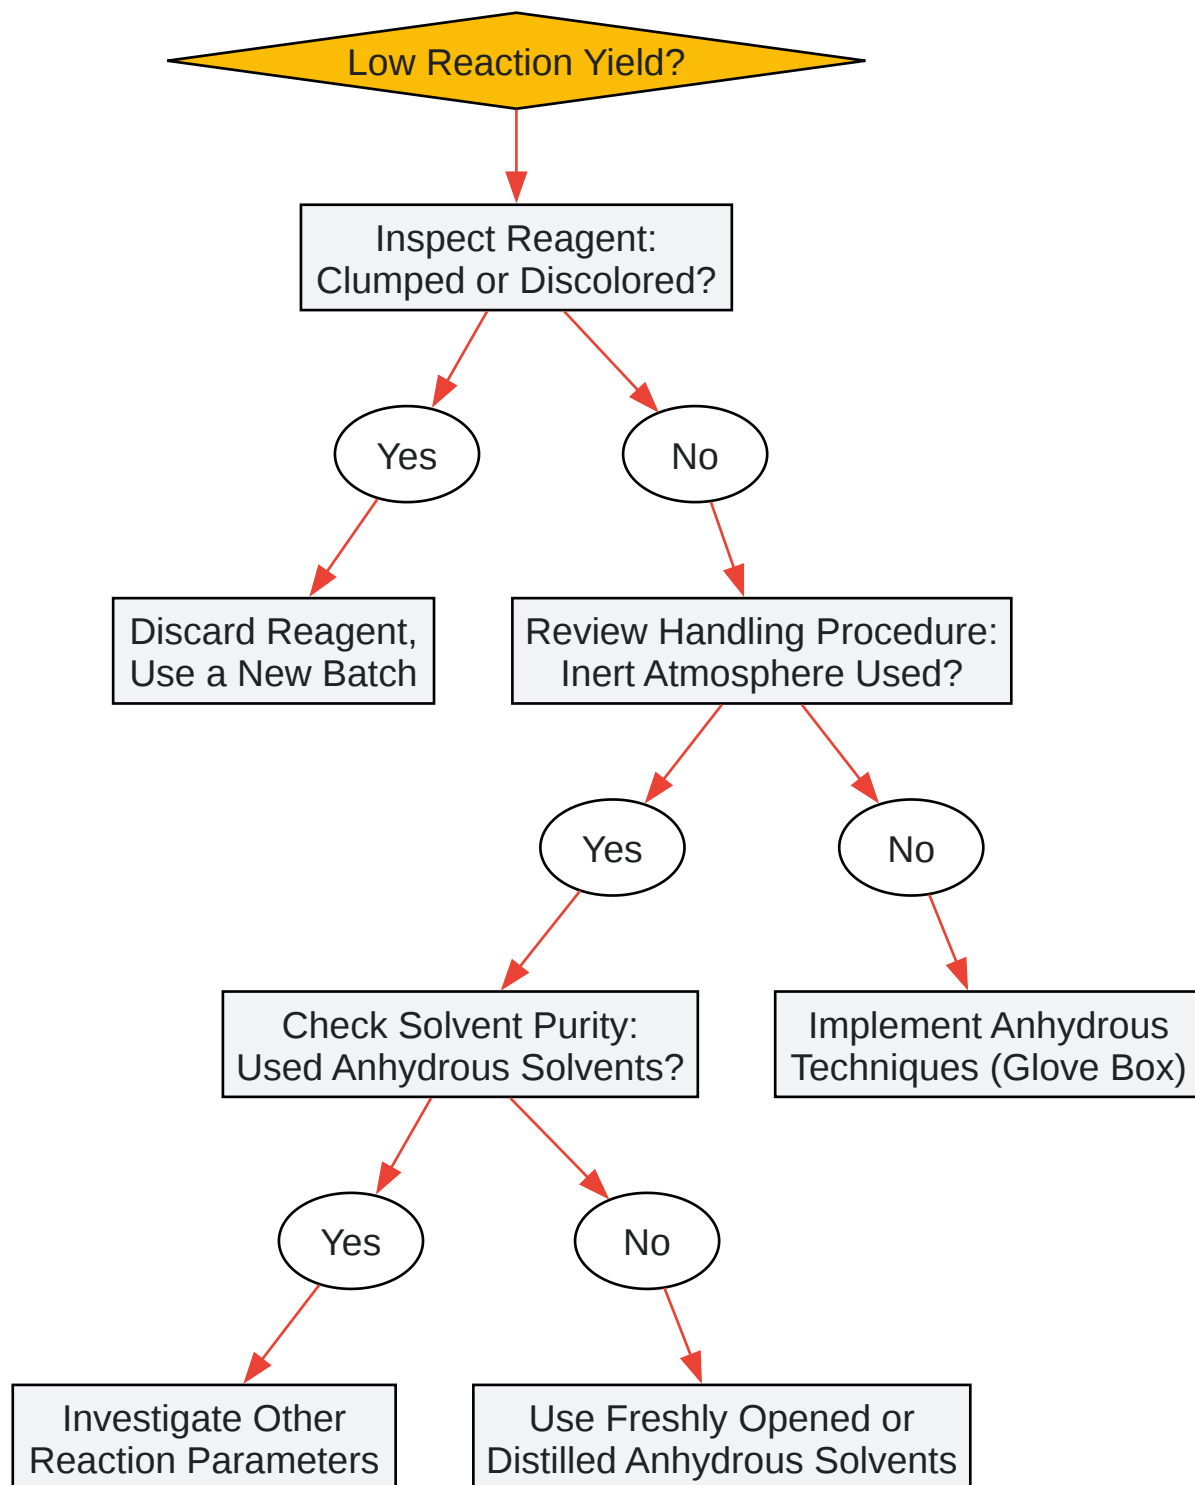 Low Reaction Yield?
Inspect Reagent:
Clumped or Discolored?
Yes
No
Discard Reagent,
Use a New Batch
Review Handling Procedure:
Inert Atmosphere Used?
Yes
No
Check Solvent Purity:
Used Anhydrous Solvents?
Implement Anhydrous
Techniques (Glove Box)
Yes
No
Investigate Other
Reaction Parameters
Use Freshly Opened or
Distilled Anhydrous Solvents